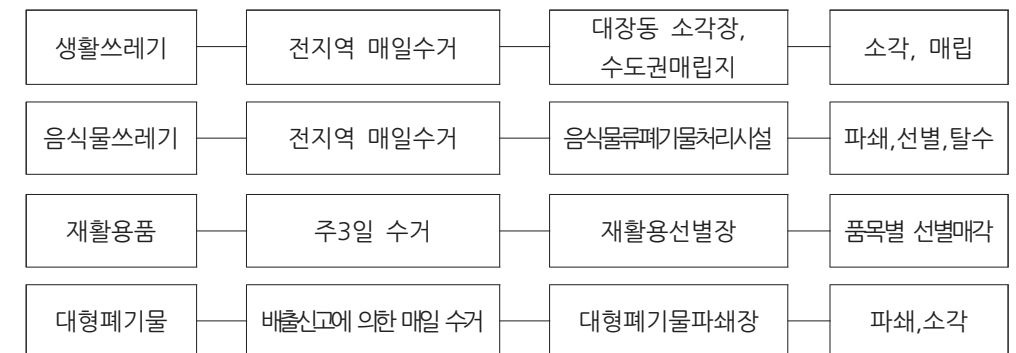 생활쓰레기
전지역 매일수거
대장동 소각장,
수도권매립지
소각, 매립
음식물쓰레기
전지역 매일수거
음식물류폐기물처리시설
파쇄,선별,탈수
재활용품
주3일 수거
재활용선별장
품목별 선별매각
대형폐기물
배출신고에 의한 매일 수거
대형폐기물파쇄장
파쇄,소각